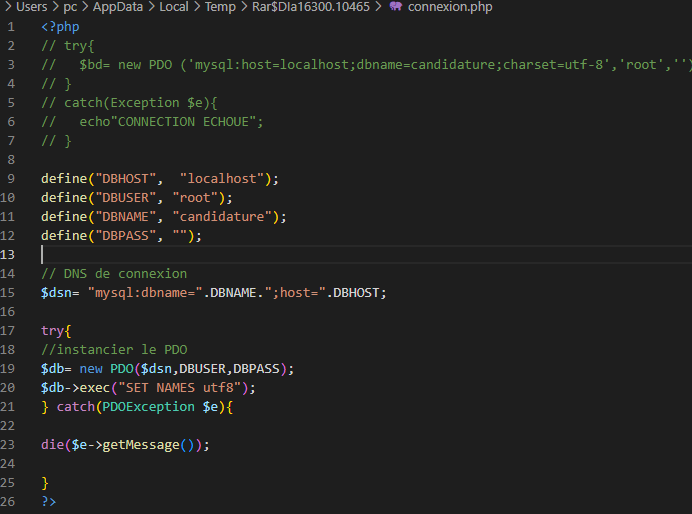 > Users > pc > AppData > Local > Temp > Rar$DIa16300.10465 > connexion.php
1 <?php
2 // try{
3 //   $bd= new PDO ('mysql:host=localhost;dbname=candidature;charset=utf-8','root','')
4 // }
5 // catch(Exception $e){
6 //   echo"CONNECTION ECHOUE";
7 // }
8
9 define("DBHOST",  "localhost");
10 define("DBUSER", "root");
11 define("DBNAME", "candidature");
12 define("DBPASS", "");
13
14 // DNS de connexion
15 $dsn= "mysql:dbname=".DBNAME.";host=".DBHOST;
16
17 try{
18 //instancier le PDO
19 $db= new PDO($dsn,DBUSER,DBPASS);
20 $db->exec("SET NAMES utf8");
21 } catch(PDOException $e){
22
23 die($e->getMessage());
24
25 }
26 ?>